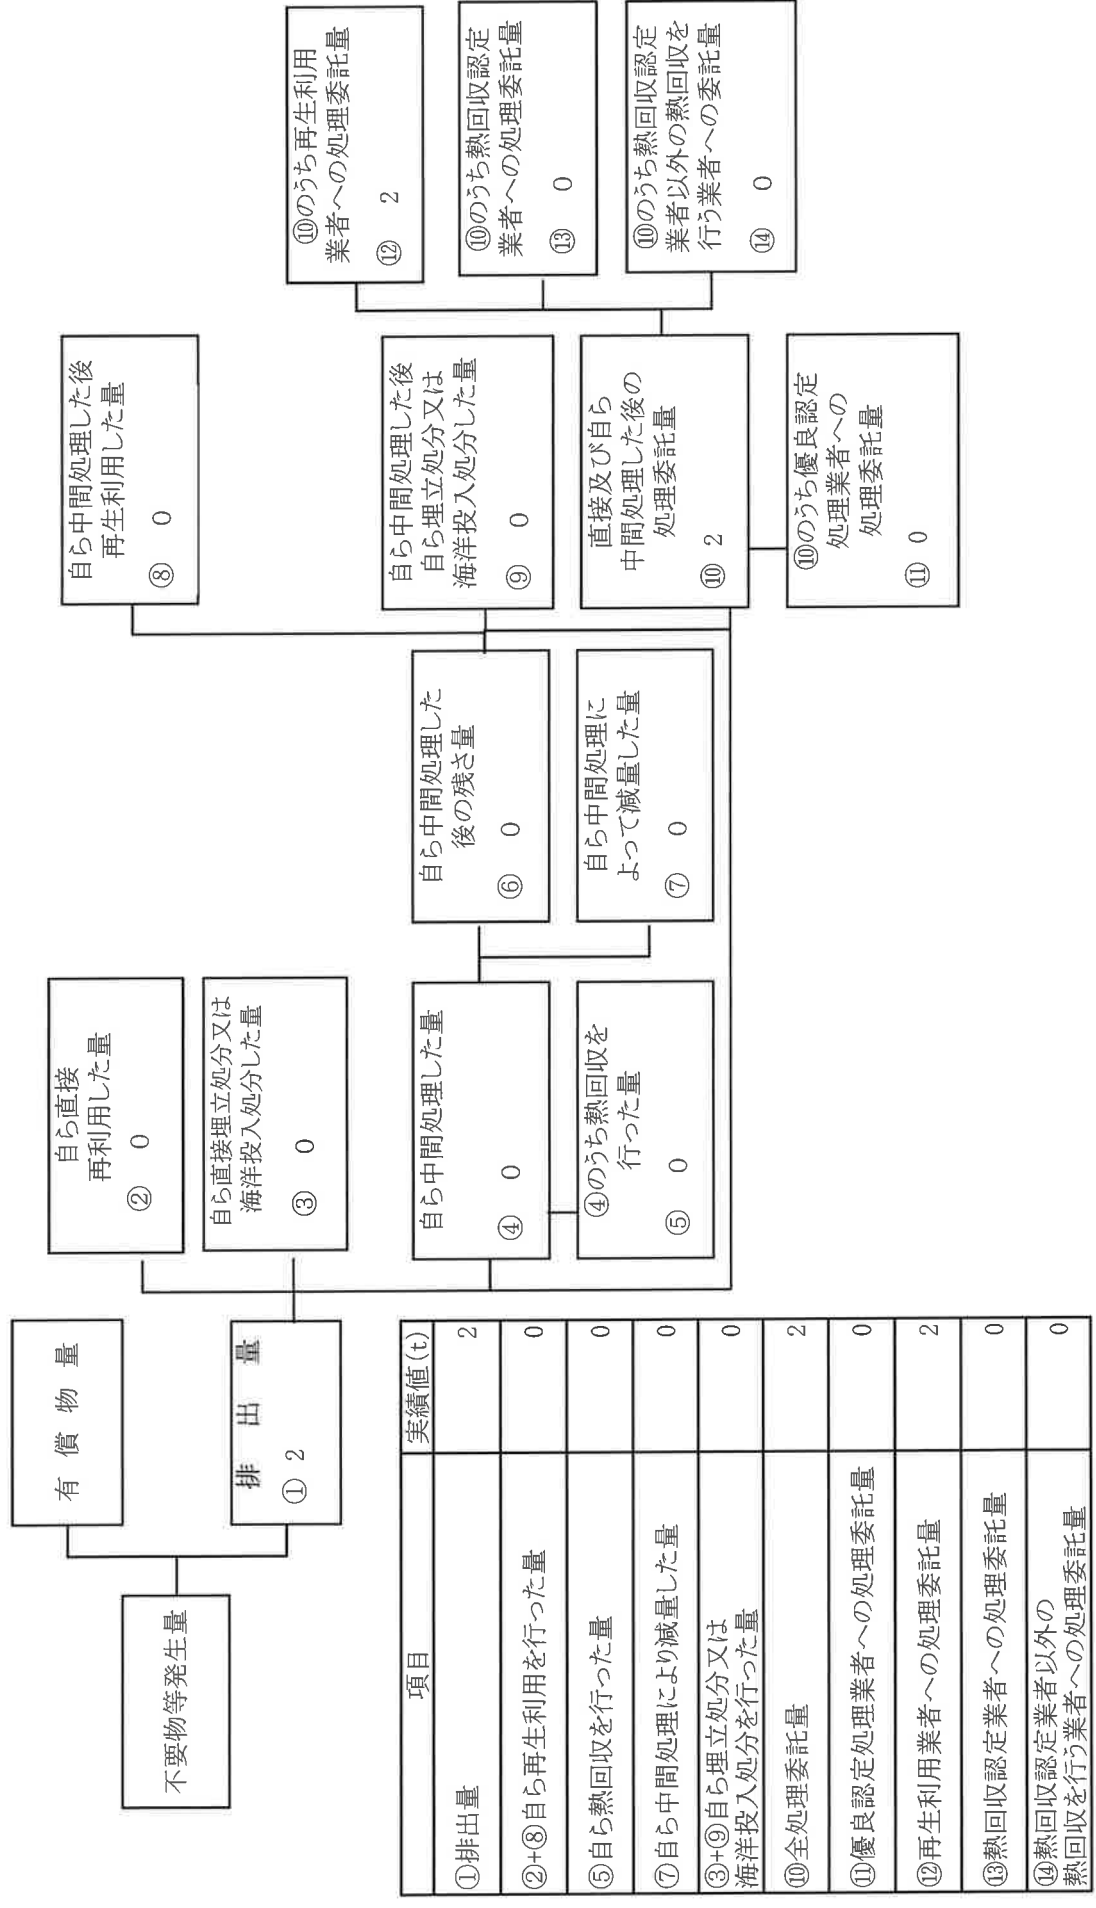 不要物等発生量
有償物量
排出量
① 2
自ら直接
再利用した量
② 0
自ら直接埋立処分又は
海洋投入処分した量
③ 0
自ら中間処理した量
④ 0
④のうち熱回収を
行った量
⑤ 0
自ら中間処理した
後の残さ量
⑥ 0
自ら中間処理に
よって減量した量
⑦ 0
自ら中間処理した後
再生利用した量
⑧ 0
自ら中間処理した後
自ら埋立処分又は
海洋投入処分した量
⑨ 0
直接及び自ら
中間処理した後の
処理委託量
⑩ 2
⑩のうち優良認定
処理業者への
処理委託量
⑪ 0
⑩のうち再生利用
業者への処理委託量
⑫ 2
⑩のうち熱回収認定
業者への処理委託量
⑬ 0
⑩のうち熱回収認定
業者以外の熱回収を
行う業者への委託量
⑭ 0
項目 実績値(t)
①排出量 2
②+⑧自ら再生利用を行った量 0
⑤自ら熱回収を行った量 0
⑦自ら中間処理により減量した量 0
③+⑨自ら埋立処分又は
海洋投入処分を行った量 0
⑩全処理委託量 2
⑪優良認定処理業者への処理委託量 0
⑫再生利用業者への処理委託量 2
⑬熱回収認定業者への処理委託量 0
⑭熱回収認定業者以外の
熱回収を行う業者への処理委託量 0